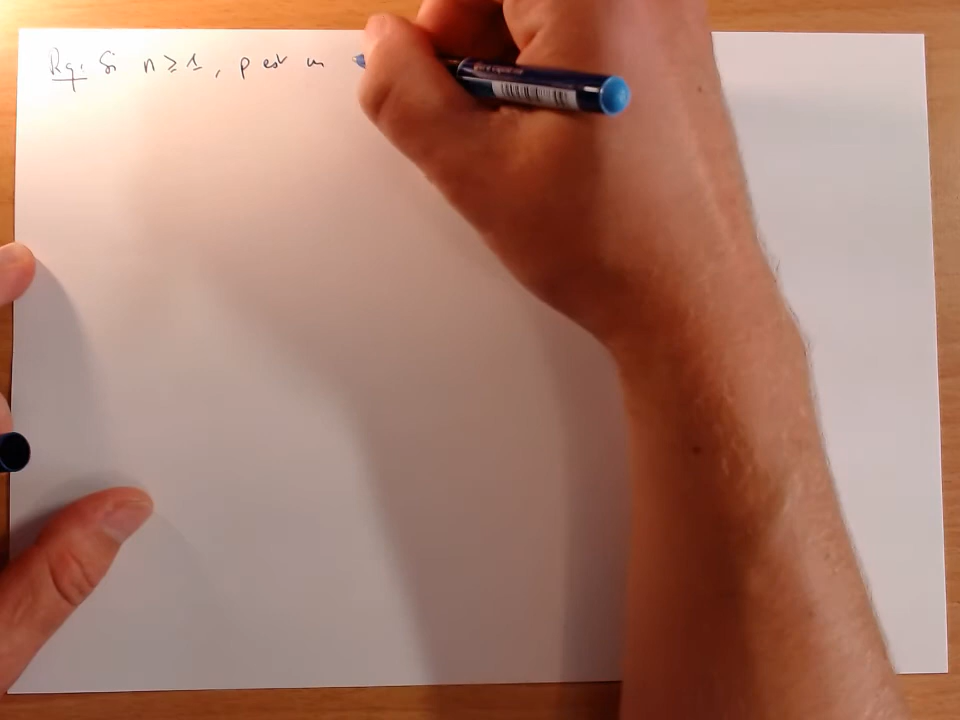 Rq: Si n ≥ 1, p est un